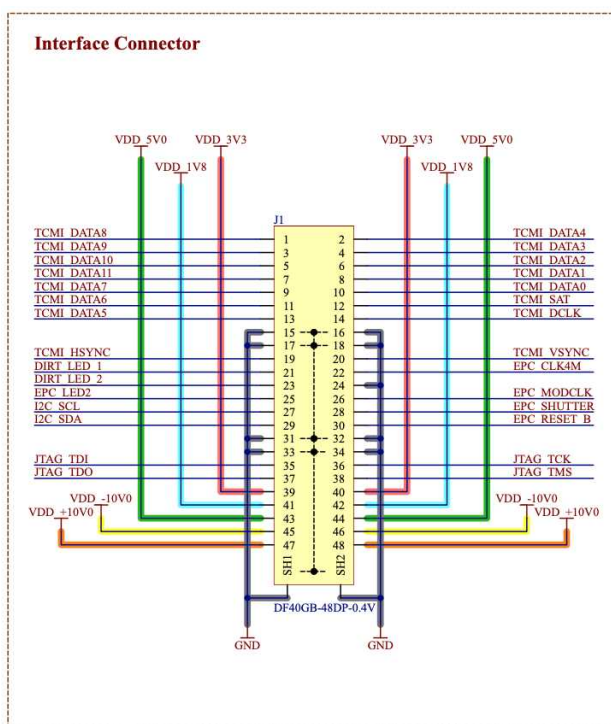 Interface Connector
VDD_5V0 VDD_3V3 VDD_3V3 VDD_5V0
VDD_1V8 VDD_1V8
J1
TCMI_DATA8 1 2 TCMI_DATA4
TCMI_DATA9 3 4 TCMI_DATA3
TCMI_DATA10 5 6 TCMI_DATA2
TCMI_DATA11 7 8 TCMI_DATA1
TCMI_DATA7 9 10 TCMI_DATA0
TCMI_DATA6 11 12 TCMI_SAT
TCMI_DATA5 13 14 TCMI_DCLK
15 16
17 18
TCMI_HSYNC 19 20 TCMI_VSYNC
DIRT_LED_1 21 22 EPC_CLK4M
DIRT_LED_2 23 24
EPC_LED2 25 26 EPC_MODCLK
I2C_SCL 27 28 EPC_SHUTTER
I2C_SDA 29 30 EPC_RESET_B
31 32
33 34
JTAG_TDI 35 36 JTAG_TCK
JTAG_TDO 37 38 JTAG_TMS
39 40
VDD_-10V0 41 42 VDD_-10V0
VDD_+10V0 43 44 VDD_+10V0
45 46
47 48
SH1 SH2
DF40GB-48DP-0.4V
GND GND